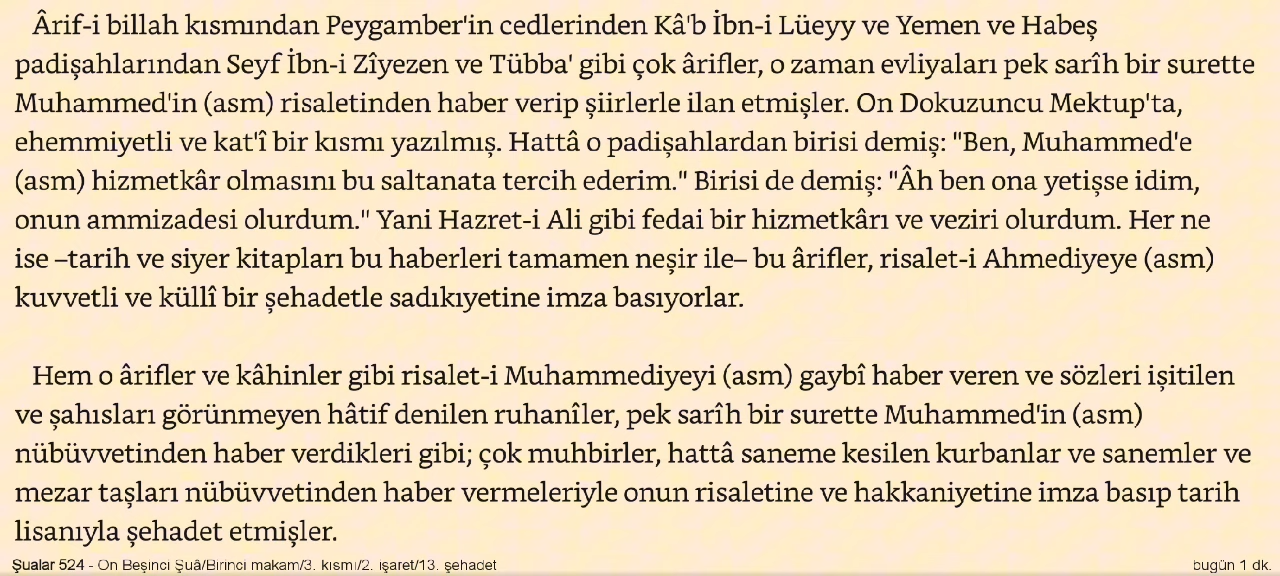 Ârif-i billah kısmından Peygamber'in cedlerinden Kâ'b İbn-i Lüeyy ve Yemen ve Habeş
padişahlarından Seyf İbn-i Zîyezen ve Tübba' gibi çok ârifler, o zaman evliyaları pek sarîh bir surette
Muhammed'in (asm) risaletinden haber verip şiirlerle ilan etmişler. On Dokuzuncu Mektup'ta,
ehemmiyetli ve kat'î bir kısmı yazılmış. Hattâ o padişahlardan birisi demiş: "Ben, Muhammed'e
(asm) hizmetkâr olmasını bu saltanata tercih ederim." Birisi de demiş: "Âh ben ona yetişse idim,
onun ammizadesi olurdum." Yani Hazret-i Ali gibi fedai bir hizmetkârı ve veziri olurdum. Her ne
ise –tarih ve siyer kitapları bu haberleri tamamen neşir ile– bu ârifler, risalet-i Ahmediyeye (asm)
kuvvetli ve küllî bir şehadetle sadıkıyetine imza basıyorlar.
Hem o ârifler ve kâhinler gibi risalet-i Muhammediyeyi (asm) gaybî haber veren ve sözleri işitilen
ve şahısları görünmeyen hâtif denilen ruhanîler, pek sarîh bir surette Muhammed'in (asm)
nübüvvetinden haber verdikleri gibi; çok muhbirler, hattâ saneme kesilen kurbanlar ve sanemler ve
mezar taşları nübüvvetinden haber vermeleriyle onun risaletine ve hakkaniyetine imza basıp tarih
lisanıyla şehadet etmişler.
Şualar 524 - On Beşinci Şuâ/Birinci makam/3. kısmı/2. işaret/13. şehadet
bugün 1 dk.